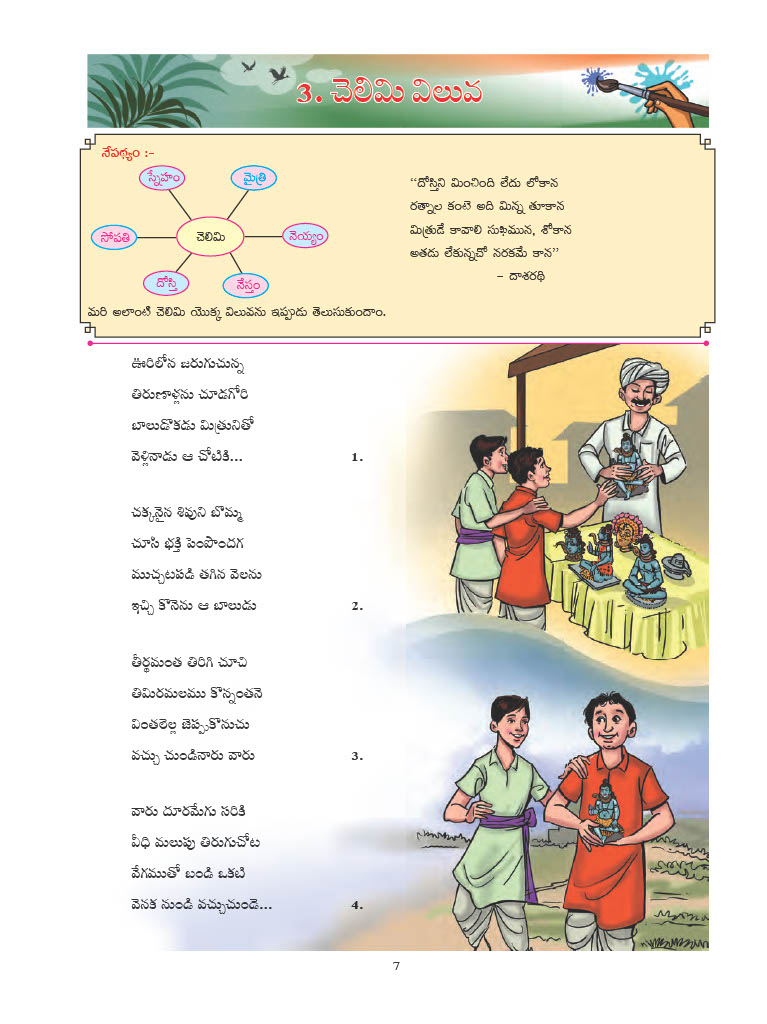 3. చెలిమి విలువ
నేపథ్యం :-
స్నేహం
మైత్రి
సోపతి
చెలిమి
నెయ్యం
దోస్తి
నేస్తం
“దోస్తిని మించింది లేదు లోకాన
రత్నాల కంటె అది మిన్న తూకాన
మిత్రుడే కావాలి సుఖమున, శోకాన
అతడు లేకున్నచో నరకమే కాన”
– దాశరథి
మరి అలాంటి చెలిమి యొక్క విలువను ఇప్పుడు తెలుసుకుందాం.
ఊరిలోన జరుగుచున్న
తిరుణాళ్లను చూడగోరి
బాలుడొకడు మిత్రునితో
వెళ్లినాడు ఆ చోటికి... 1.
చక్కనైన శివుని బొమ్మ
చూసి భక్తి పెంపొందగ
ముచ్చటపడి తగిన వెలను
ఇచ్చి కొనెను ఆ బాలుడు 2.
తీర్థమంత తిరిగి చూచి
తిమిరమలము కొన్నంతనె
వింతలెల్ల జెప్పుకొనుచు
వచ్చు చుండినారు వారు 3.
వారు దూరమేగు సరికి
వీధి మలుపు తిరుగుచోట
వేగముతో బండి ఒకటి
వెనక నుండి వచ్చుచుండె... 4.
7